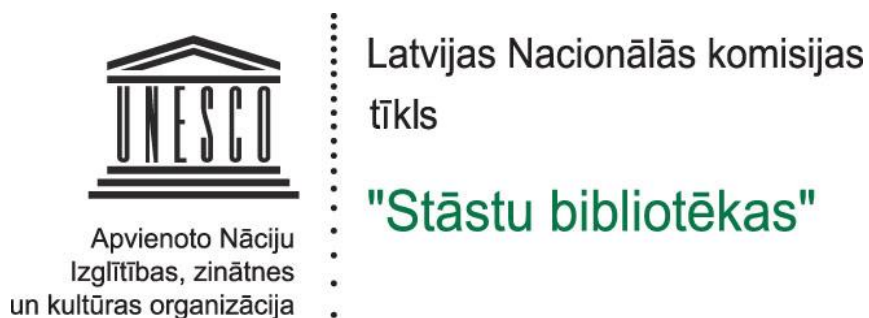 UNESCO
Apvienoto Nāciju
Izglītības, zinātnes
un kultūras organizācija
Latvijas Nacionālās komisijas
tīkls
"Stāstu bibliotēkas"